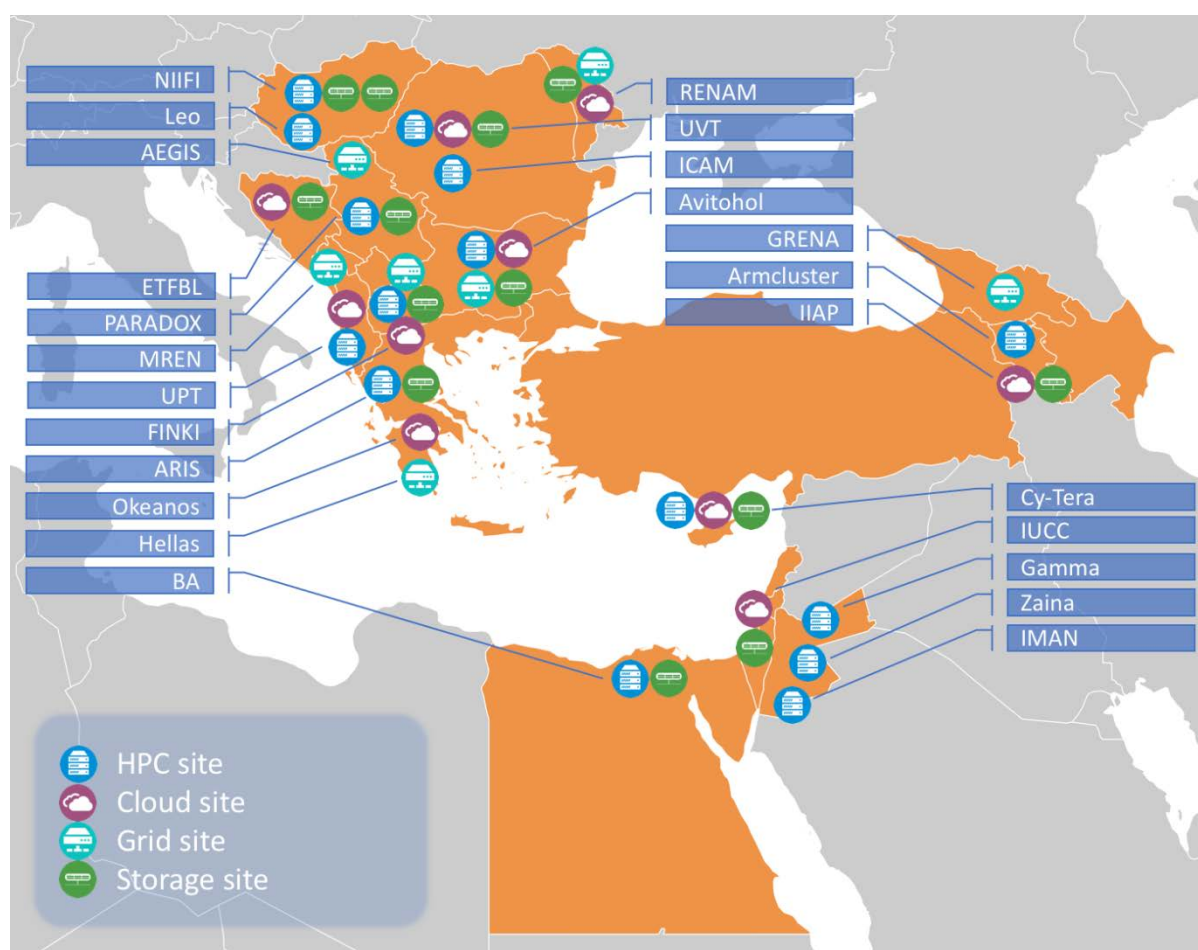 NIIFI
Leo
AEGIS
ETFBL
PARADOX
MREN
UPT
FINKI
ARIS
Okeanos
Hellas
BA
RENAM
UVT
ICAM
Avitohol
GRENA
Armcluster
IIAP
Cy-Tera
IUCC
Gamma
Zaina
IMAN
HPC site
Cloud site
Grid site
Storage site